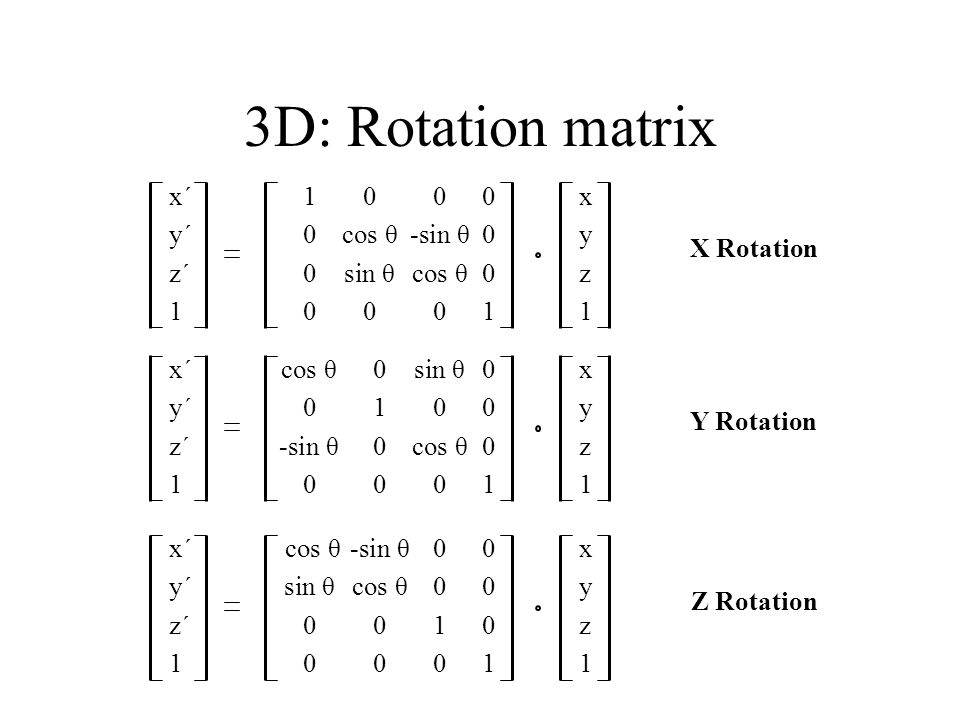 3D: Rotation matrix
x´ 1 0 0 0 x
y´ 0 cos θ -sin θ 0 y
= ∘ X Rotation
z´ 0 sin θ cos θ 0 z
1 0 0 0 1 1
x´ cos θ 0 sin θ 0 x
y´ 0 1 0 0 y
= ∘ Y Rotation
z´ -sin θ 0 cos θ 0 z
1 0 0 0 1 1
x´ cos θ -sin θ 0 0 x
y´ sin θ cos θ 0 0 y
= ∘ Z Rotation
z´ 0 0 1 0 z
1 0 0 0 1 1